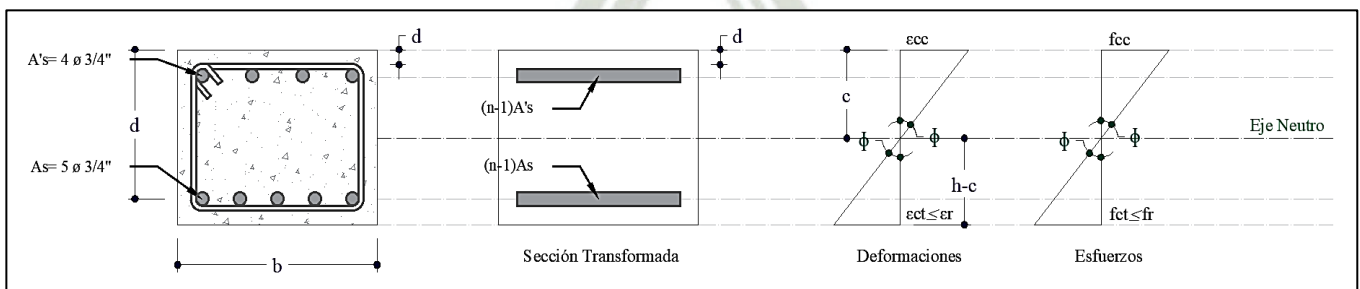 A's= 4 ø 3/4"
d
As= 5 ø 3/4"
b
d
(n-1)A's
(n-1)As
Sección Transformada
d
c
h-c
εcc
ϕ
ϕ
εct≤εr
Deformaciones
fcc
ϕ
ϕ
fct≤fr
Esfuerzos
Eje Neutro